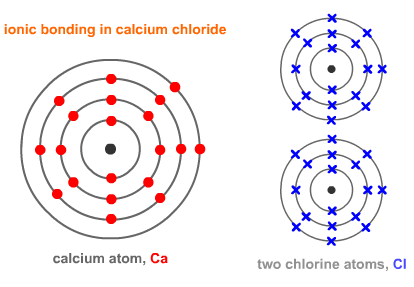 ionic bonding in calcium chloride
calcium atom, Ca
two chlorine atoms, Cl